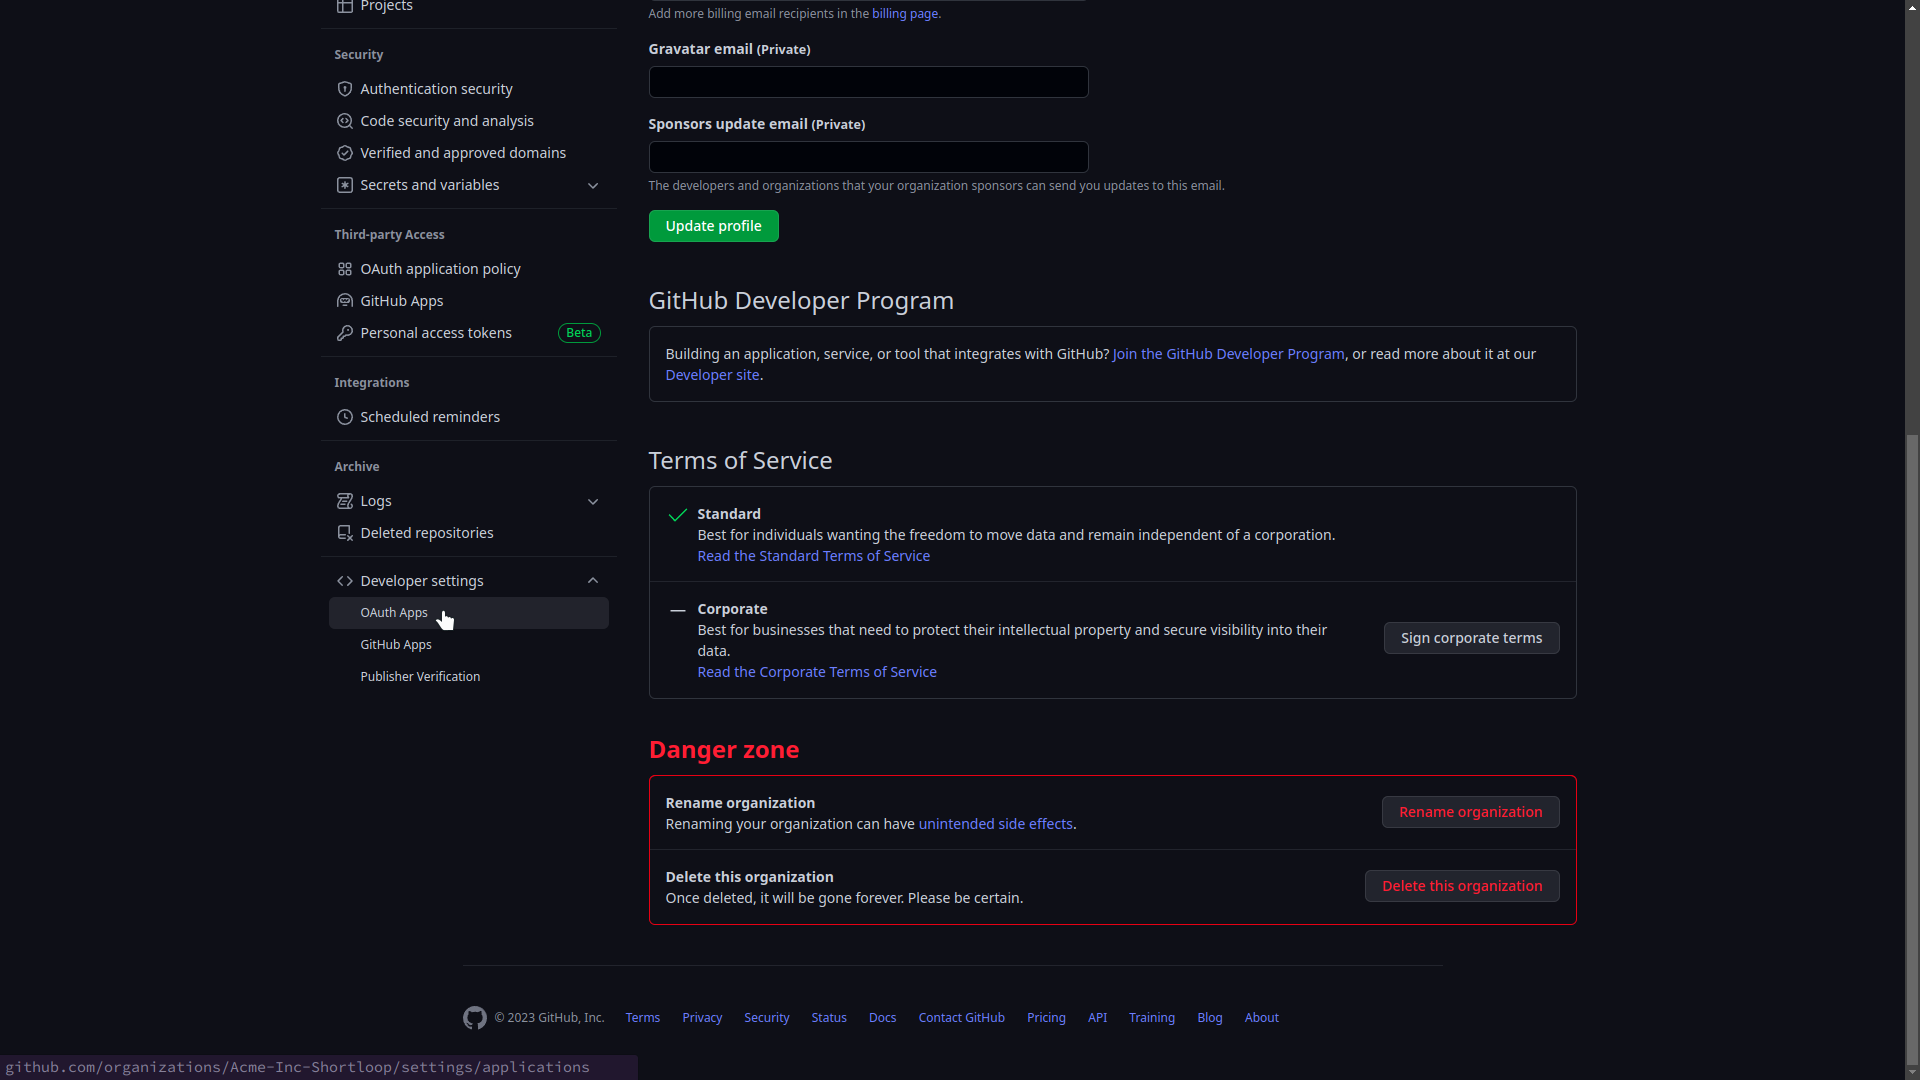 Projects
Security
Authentication security
Code security and analysis
Verified and approved domains
Secrets and variables
Third-party Access
OAuth application policy
GitHub Apps
Personal access tokens Beta
Integrations
Scheduled reminders
Archive
Logs
Deleted repositories
Developer settings
OAuth Apps
GitHub Apps
Publisher Verification
Add more billing email recipients in the billing page.
Gravatar email (Private)
Sponsors update email (Private)
The developers and organizations that your organization sponsors can send you updates to this email.
Update profile
GitHub Developer Program
Building an application, service, or tool that integrates with GitHub? Join the GitHub Developer Program, or read more about it at our
Developer site.
Terms of Service
Standard
Best for individuals wanting the freedom to move data and remain independent of a corporation.
Read the Standard Terms of Service
Corporate
Best for businesses that need to protect their intellectual property and secure visibility into their
data.
Read the Corporate Terms of Service
Sign corporate terms
Danger zone
Rename organization
Renaming your organization can have unintended side effects.
Rename organization
Delete this organization
Once deleted, it will be gone forever. Please be certain.
Delete this organization
© 2023 GitHub, Inc. Terms Privacy Security Status Docs Contact GitHub Pricing API Training Blog About
github.com/organizations/Acme-Inc-Shortloop/settings/applications